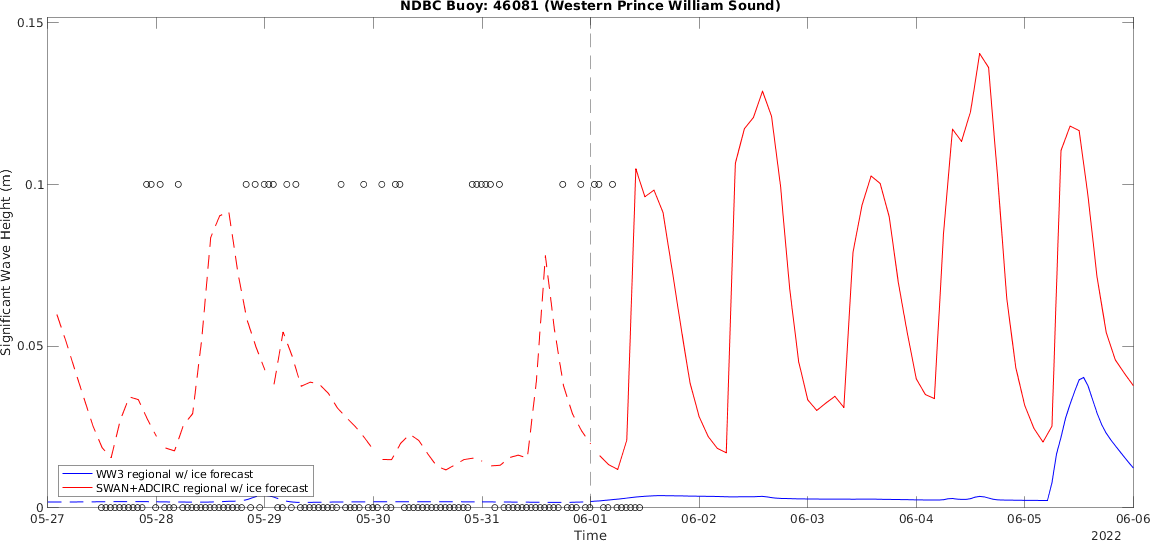 NDBC Buoy: 46081 (Western Prince William Sound)
0.15
0.1
0.05
0
Significant Wave Height (m)
WW3 regional w/ ice forecast
SWAN+ADCIRC regional w/ ice forecast
05-27 05-28 05-29 05-30 05-31 06-01 06-02 06-03 06-04 06-05 06-06
Time
2022